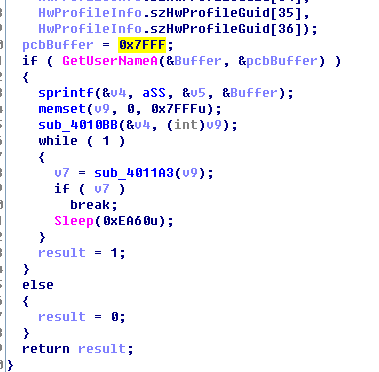 HwProfileInfo.szHwProfileGuid[35],
HwProfileInfo.szHwProfileGuid[36]);
pcbBuffer = 0x7FFF;
if ( GetUserNameA(&Buffer, &pcbBuffer) )
{
sprintf(&v4, aSS, &v5, &Buffer);
memset(v9, 0, 0x7FFFu);
sub_4010BB(&v4, (int)v9);
while ( 1 )
{
v7 = sub_4011A3(v9);
if ( v7 )
break;
Sleep(0xEA60u);
}
result = 1;
}
else
{
result = 0;
}
return result;
}